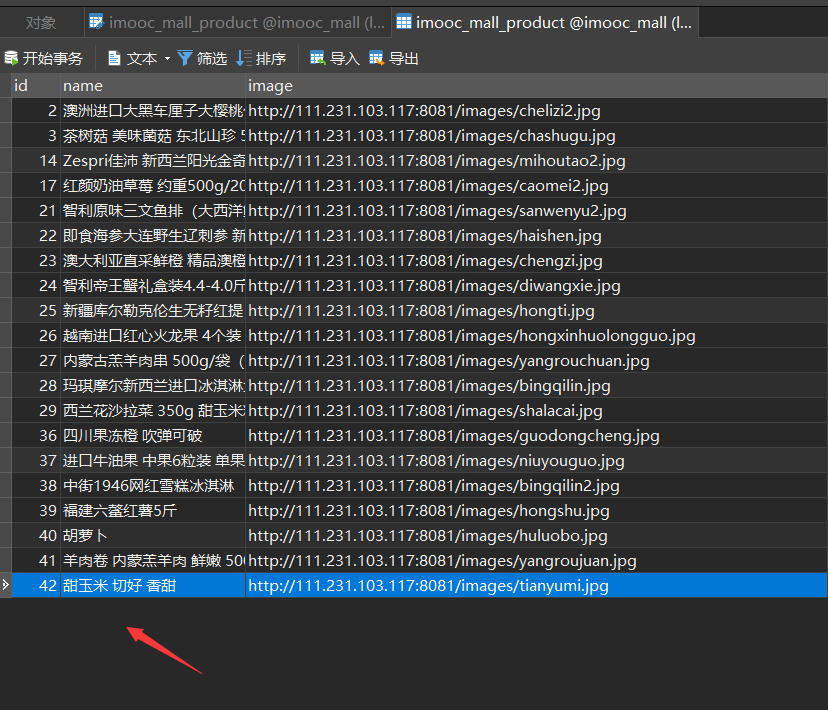 对象 imooc_mall_product @imooc_mall (l... imooc_mall_product @imooc_mall (l...
开始事务 文本 筛选 排序 导入 导出
id name image
2 澳洲进口大黑车厘子大樱桃 http://111.231.103.117:8081/images/chelizi2.jpg
3 茶树菇 美味菌菇 东北山珍 5 http://111.231.103.117:8081/images/chashugu.jpg
14 Zespri佳沛 新西兰阳光金奇 http://111.231.103.117:8081/images/mihoutao2.jpg
17 红颜奶油草莓 约重500g/20 http://111.231.103.117:8081/images/caomei2.jpg
21 智利原味三文鱼排（大西洋 http://111.231.103.117:8081/images/sanwenyu2.jpg
22 即食海参大连野生辽刺参 新 http://111.231.103.117:8081/images/haishen.jpg
23 澳大利亚直采鲜橙 精品澳橙 http://111.231.103.117:8081/images/chengzi.jpg
24 智利帝王蟹礼盒装4.4-4.0斤 http://111.231.103.117:8081/images/diwangxie.jpg
25 新疆库尔勒克伦生无籽红提 http://111.231.103.117:8081/images/hongti.jpg
26 越南进口红心火龙果 4个装 http://111.231.103.117:8081/images/hongxinhuolongguo.jpg
27 内蒙古羔羊肉串 500g/袋（ http://111.231.103.117:8081/images/yangrouchuan.jpg
28 玛琪摩尔新西兰进口冰淇淋 http://111.231.103.117:8081/images/bingqilin.jpg
29 西兰花沙拉菜 350g 甜玉米 http://111.231.103.117:8081/images/shalacai.jpg
36 四川果冻橙 吹弹可破 http://111.231.103.117:8081/images/guodongcheng.jpg
37 进口牛油果 中果6粒装 单果 http://111.231.103.117:8081/images/niuyouguo.jpg
38 中街1946网红雪糕冰淇淋 http://111.231.103.117:8081/images/bingqilin2.jpg
39 福建六鳌红薯5斤 http://111.231.103.117:8081/images/hongshu.jpg
40 胡萝卜 http://111.231.103.117:8081/images/huluobo.jpg
41 羊肉卷 内蒙羔羊肉 鲜嫩 500 http://111.231.103.117:8081/images/yangroujuan.jpg
42 甜玉米 切好 香甜 http://111.231.103.117:8081/images/tianyumi.jpg